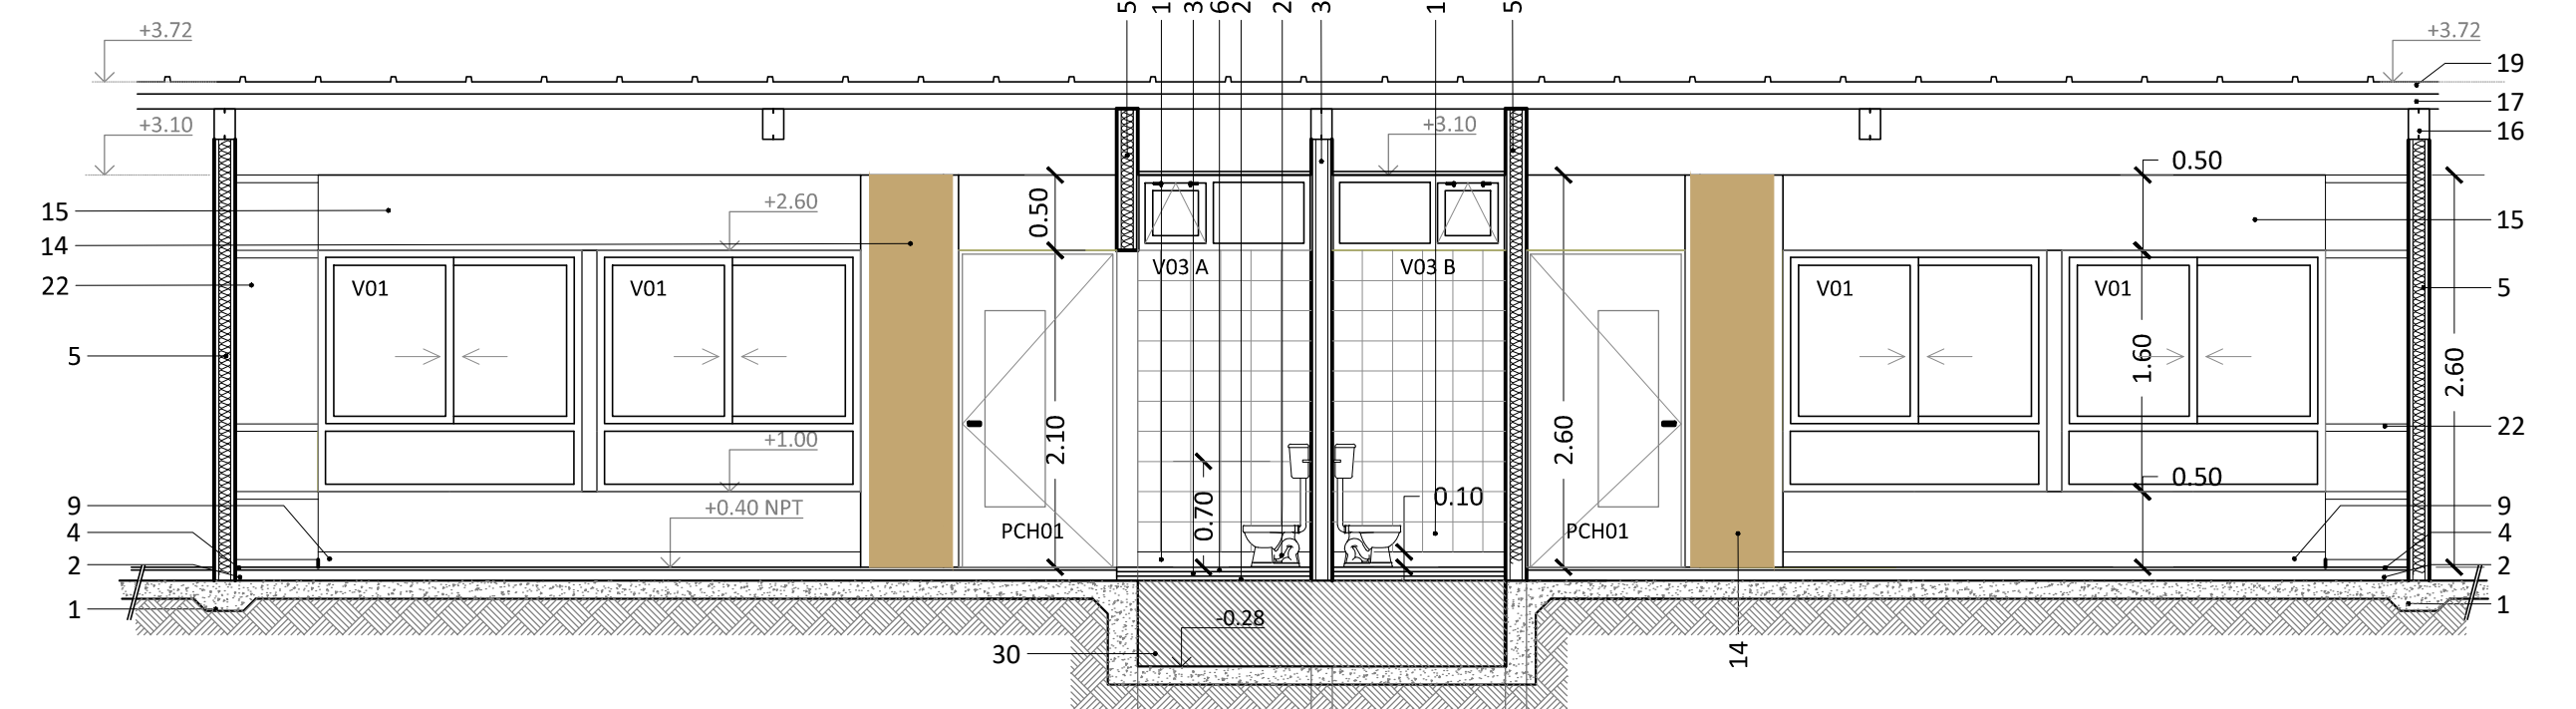 5 1 3 6 2 2 3 1 5
+3.72 +3.72
19
17
+3.10 +3.10 16
0.50
15 +2.60 0.50 15
14
V03 A V03 B
22 V01 V01 V01 V01 5
5 1.60 2.60
+1.00 2.10 2.60 22
0.70 0.10 0.50
9 +0.40 NPT 9
4 PCH01 PCH01 4
2 2
1 -0.28 1
30 14